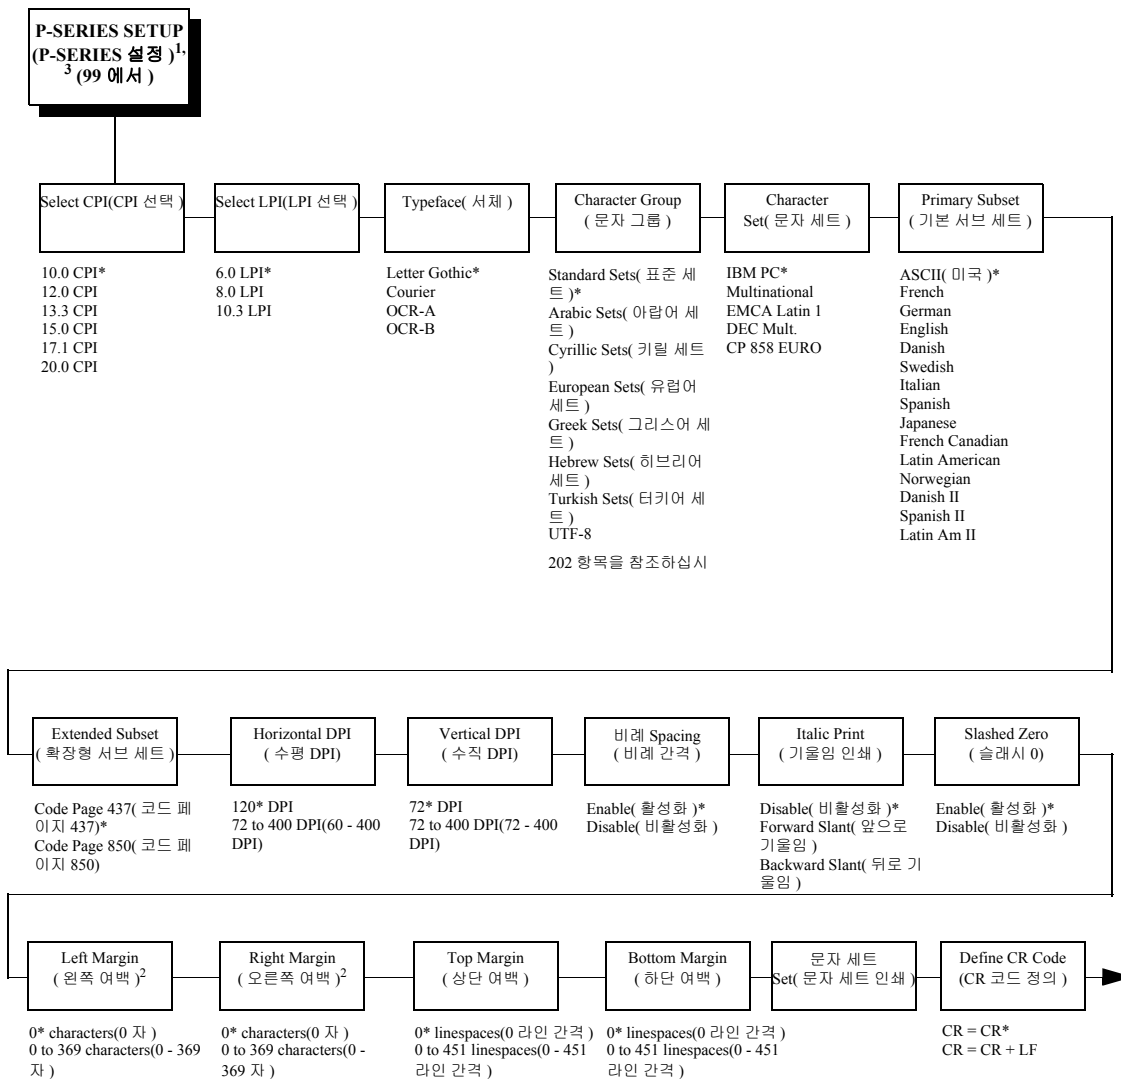 P-SERIES SETUP
(P-SERIES 설정 )1,
3 (99 에서 )
Select CPI(CPI 선택 )
10.0 CPI*
12.0 CPI
13.3 CPI
15.0 CPI
17.1 CPI
20.0 CPI
Select LPI(LPI 선택 )
6.0 LPI*
8.0 LPI
10.3 LPI
Typeface( 서체 )
Letter Gothic*
Courier
OCR-A
OCR-B
Character Group
( 문자 그룹 )
Standard Sets( 표준 세
트 )*
Arabic Sets( 아랍어 세
트 )
Cyrillic Sets( 키릴 세트
)
European Sets( 유럽어
세트 )
Greek Sets( 그리스어 세
트 )
Hebrew Sets( 히브리어
세트 )
Turkish Sets( 터키어 세
트 )
UTF-8
202 항목을 참조하십시
Character
Set( 문자 세트 )
IBM PC*
Multinational
EMCA Latin 1
DEC Mult.
CP 858 EURO
Primary Subset
( 기본 서브 세트 )
ASCII( 미국 )*
French
German
English
Danish
Swedish
Italian
Spanish
Japanese
French Canadian
Latin American
Norwegian
Danish II
Spanish II
Latin Am II
Extended Subset
( 확장형 서브 세트 )
Code Page 437( 코드 페
이지 437)*
Code Page 850( 코드 페
이지 850)
Horizontal DPI
( 수평 DPI)
120* DPI
72 to 400 DPI(60 - 400
DPI)
Vertical DPI
( 수직 DPI)
72* DPI
72 to 400 DPI(72 - 400
DPI)
비례 Spacing
( 비례 간격 )
Enable( 활성화 )*
Disable( 비활성화 )
Italic Print
( 기울임 인쇄 )
Disable( 비활성화 )*
Forward Slant( 앞으로
기울임 )
Backward Slant( 뒤로 기
울임 )
Slashed Zero
( 슬래시 0)
Enable( 활성화 )*
Disable( 비활성화 )
Left Margin
( 왼쪽 여백 )2
0* characters(0 자 )
0 to 369 characters(0 - 369
자 )
Right Margin
( 오른쪽 여백 )2
0* characters(0 자 )
0 to 369 characters(0 -
369 자 )
Top Margin
( 상단 여백 )
0* linespaces(0 라인 간격 )
0 to 451 linespaces(0 - 451
라인 간격 )
Bottom Margin
( 하단 여백 )
0* linespaces(0 라인 간격 )
0 to 451 linespaces(0 - 451
라인 간격 )
문자 세트
Set( 문자 세트 인쇄 )
Define CR Code
(CR 코드 정의 )
CR = CR*
CR = CR + LF